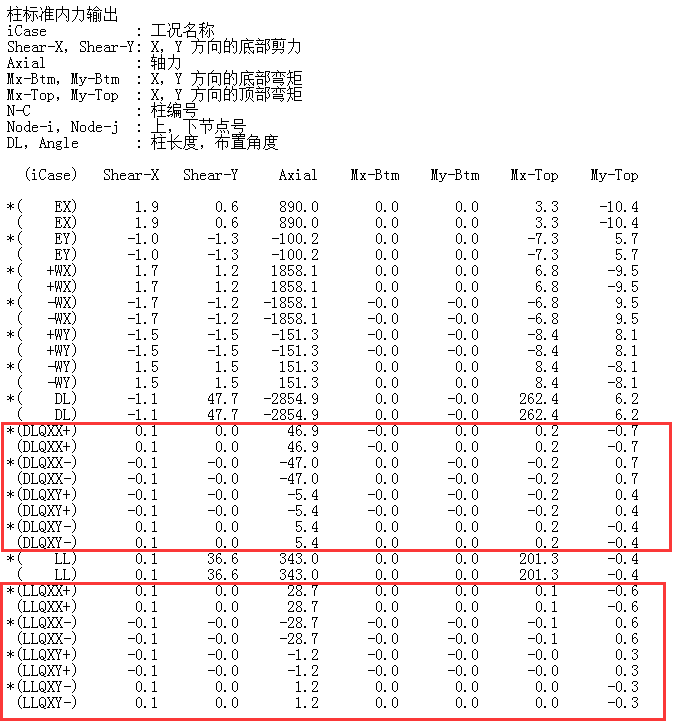 柱标准内力输出
iCase : 工况名称
Shear-X, Shear-Y: X, Y 方向的底部剪力
Axial : 轴力
Mx-Btm, My-Btm : X, Y 方向的底部弯矩
Mx-Top, My-Top : X, Y 方向的顶部弯矩
N-C : 柱编号
Node-i, Node-j : 上, 下节点号
DL, Angle : 柱长度, 布置角度
(iCase) Shear-X Shear-Y Axial Mx-Btm My-Btm Mx-Top My-Top
*( EX) 1.9 0.6 890.0 0.0 0.0 3.3 -10.4
( EX) 1.9 0.6 890.0 0.0 0.0 3.3 -10.4
*( EY) -1.0 -1.3 -100.2 0.0 0.0 -7.3 5.7
( EY) -1.0 -1.3 -100.2 0.0 0.0 -7.3 5.7
*( +WX) 1.7 1.2 1858.1 0.0 0.0 6.8 -9.5
( +WX) 1.7 1.2 1858.1 0.0 0.0 6.8 -9.5
*( -WX) -1.7 -1.2 -1858.1 -0.0 -0.0 -6.8 9.5
( -WX) -1.7 -1.2 -1858.1 -0.0 -0.0 -6.8 9.5
*( +WY) -1.5 -1.5 -151.3 -0.0 0.0 -8.4 8.1
( +WY) -1.5 -1.5 -151.3 -0.0 0.0 -8.4 8.1
*( -WY) 1.5 1.5 151.3 0.0 -0.0 8.4 -8.1
( -WY) 1.5 1.5 151.3 0.0 -0.0 8.4 -8.1
*( DL) -1.1 47.7 -2854.9 0.0 -0.0 262.4 6.2
( DL) -1.1 47.7 -2854.9 0.0 -0.0 262.4 6.2
*(DLQXX+) 0.1 0.0 46.9 -0.0 0.0 0.2 -0.7
(DLQXX+) 0.1 0.0 46.9 -0.0 0.0 0.2 -0.7
*(DLQXX-) -0.1 -0.0 -47.0 0.0 -0.0 -0.2 0.7
(DLQXX-) -0.1 -0.0 -47.0 0.0 -0.0 -0.2 0.7
*(DLQXY+) -0.1 -0.0 -5.4 -0.0 -0.0 -0.2 0.4
(DLQXY+) -0.1 -0.0 -5.4 -0.0 -0.0 -0.2 0.4
*(DLQXY-) 0.1 0.0 5.4 0.0 0.0 0.2 -0.4
(DLQXY-) 0.1 0.0 5.4 0.0 0.0 0.2 -0.4
*( LL) 0.1 36.6 343.0 0.0 0.0 201.3 -0.4
( LL) 0.1 36.6 343.0 0.0 0.0 201.3 -0.4
*(LLQXX+) 0.1 0.0 28.7 0.0 0.0 0.1 -0.6
(LLQXX+) 0.1 0.0 28.7 0.0 0.0 0.1 -0.6
*(LLQXX-) -0.1 -0.0 -28.7 -0.0 -0.0 -0.1 0.6
(LLQXX-) -0.1 -0.0 -28.7 -0.0 -0.0 -0.1 0.6
*(LLQXY+) -0.1 -0.0 -1.2 -0.0 -0.0 -0.0 0.3
(LLQXY+) -0.1 -0.0 -1.2 -0.0 -0.0 -0.0 0.3
*(LLQXY-) 0.1 0.0 1.2 0.0 0.0 0.0 -0.3
(LLQXY-) 0.1 0.0 1.2 0.0 0.0 0.0 -0.3